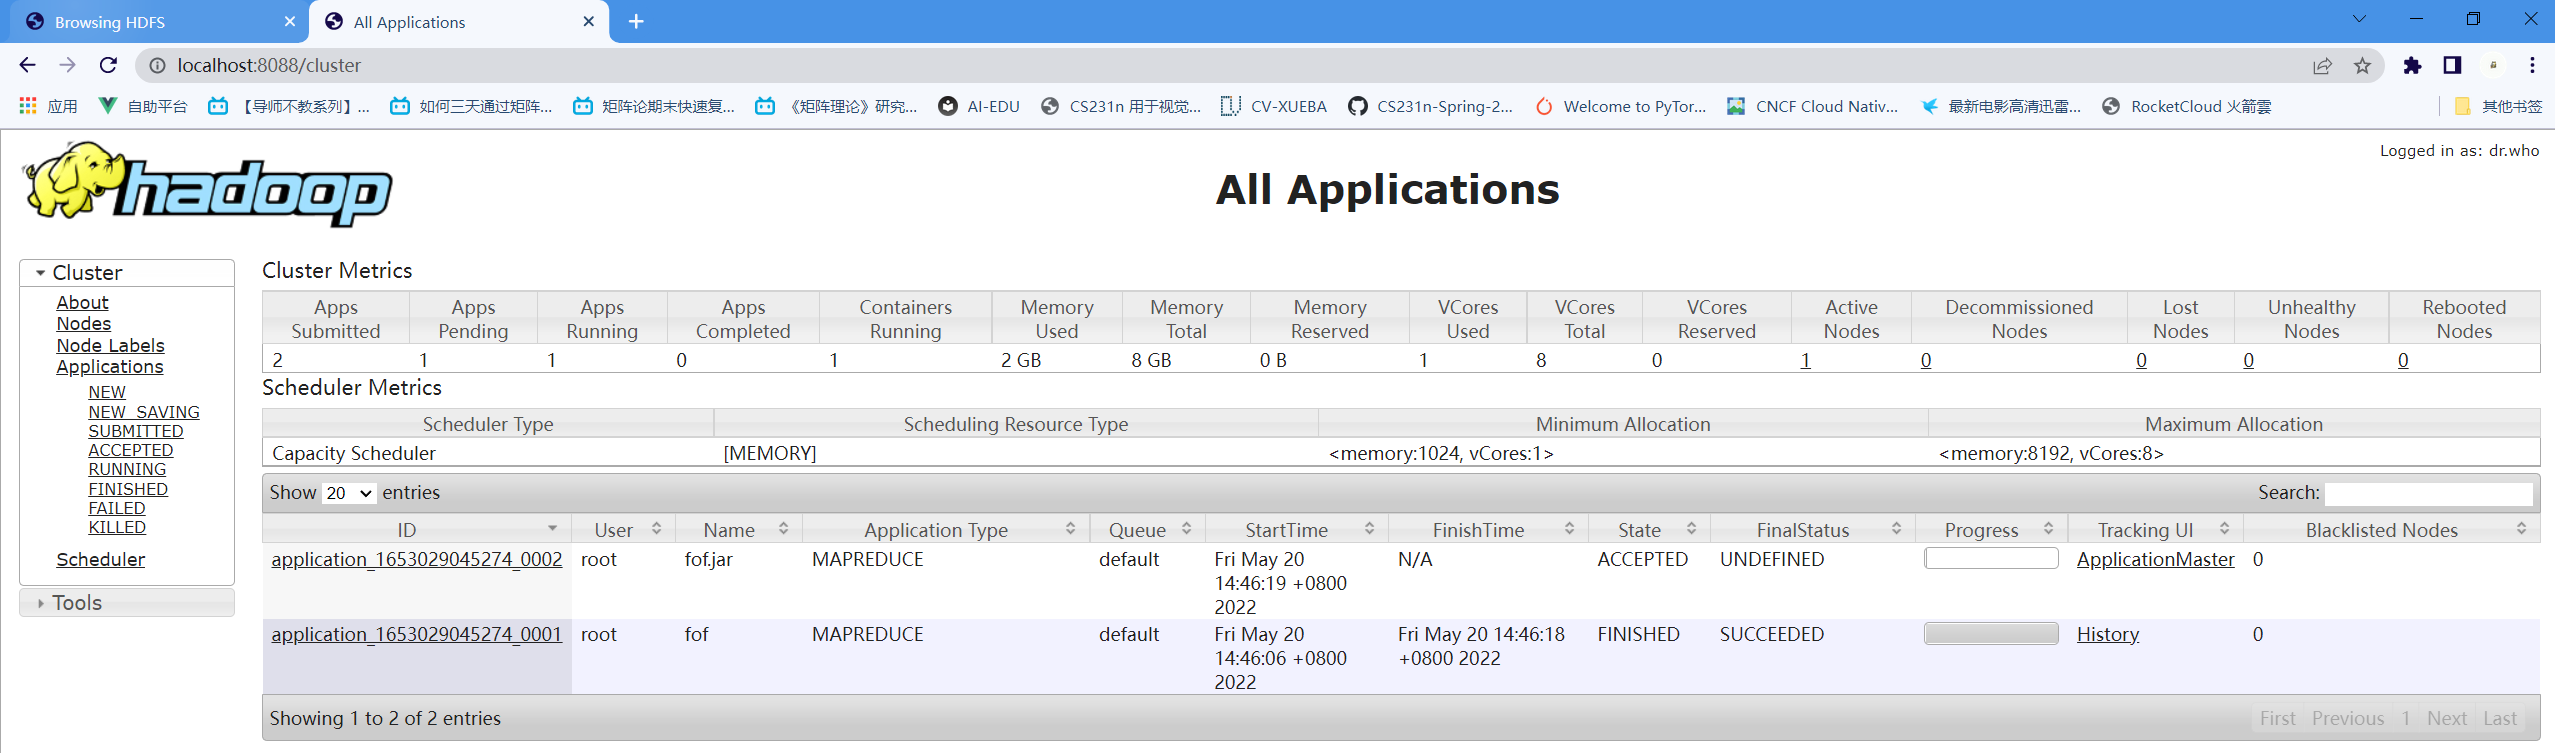 Browsing HDFS
All Applications
localhost:8088/cluster
应用 自助平台 【导师不教系列】... 如何三天通过矩阵... 矩阵论期末快速复... 《矩阵理论》研究... AI-EDU CS231n 用于视觉... CV-XUEBA CS231n-Spring-2... Welcome to PyTor... CNCF Cloud Nativ... 最新电影高清迅雷... RocketCloud 火箭雲 其他书签
Logged in as: dr.who
hadoop
All Applications
Cluster
About
Nodes
Node Labels
Applications
NEW
NEW_SAVING
SUBMITTED
ACCEPTED
RUNNING
FINISHED
FAILED
KILLED
Scheduler
Tools
Cluster Metrics
Apps Submitted Apps Pending Apps Running Apps Completed Containers Running Memory Used Memory Total Memory Reserved VCores Used VCores Total VCores Reserved Active Nodes Decommissioned Nodes Lost Nodes Unhealthy Nodes Rebooted Nodes
2 1 1 0 1 2 GB 8 GB 0 B 1 8 0 1 0 0 0 0
Scheduler Metrics
Scheduler Type Scheduling Resource Type Minimum Allocation Maximum Allocation
Capacity Scheduler [MEMORY] <memory:1024, vCores:1> <memory:8192, vCores:8>
Show 20 entries Search:
ID User Name Application Type Queue StartTime FinishTime State FinalStatus Progress Tracking UI Blacklisted Nodes
application_1653029045274_0002 root fof.jar MAPREDUCE default Fri May 20 14:46:19 +0800 2022 N/A ACCEPTED UNDEFINED ApplicationMaster 0
application_1653029045274_0001 root fof MAPREDUCE default Fri May 20 14:46:06 +0800 2022 Fri May 20 14:46:18 +0800 2022 FINISHED SUCCEEDED History 0
Showing 1 to 2 of 2 entries First Previous 1 Next Last